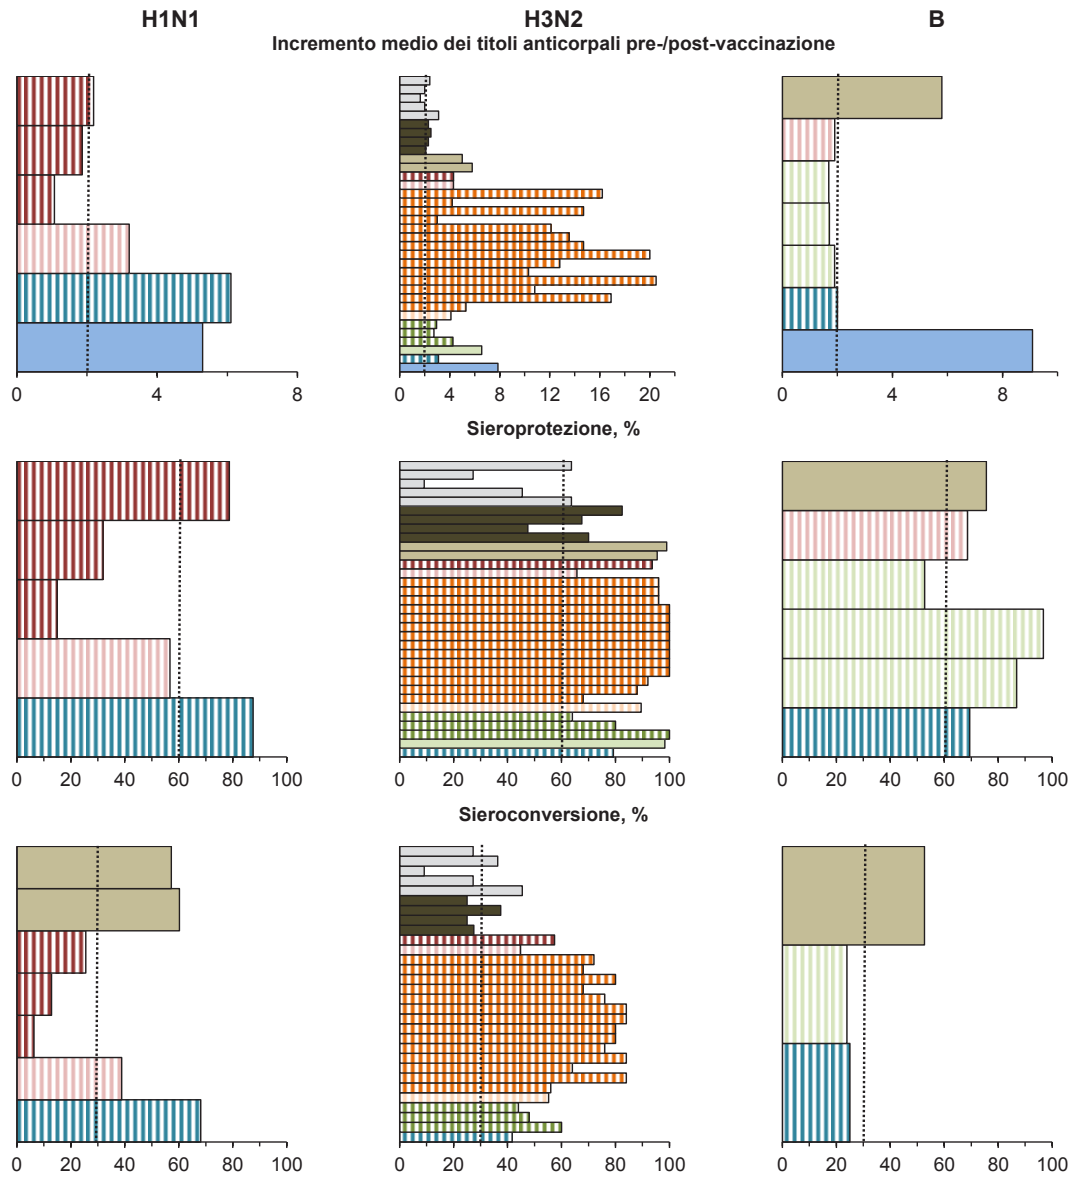 H1N1 H3N2 B
Incremento medio dei titoli anticorpali pre-/post-vaccinazione
0 4 8 0 4 8 12 16 20 0 4 8
Sieroprotezione, %
0 20 40 60 80 100 0 20 40 60 80 100 0 20 40 60 80 100
Sieroconversione, %
0 20 40 60 80 100 0 20 40 60 80 100 0 20 40 60 80 100